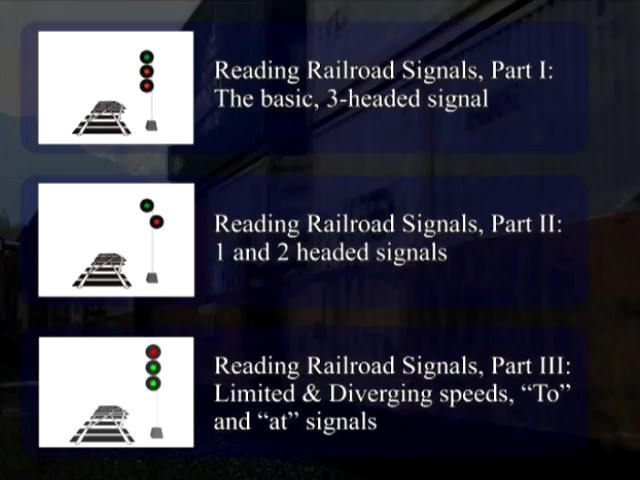 Reading Railroad Signals, Part I:
The basic, 3-headed signal
Reading Railroad Signals, Part II:
1 and 2 headed signals
Reading Railroad Signals, Part III:
Limited & Diverging speeds, “To”
and “at” signals